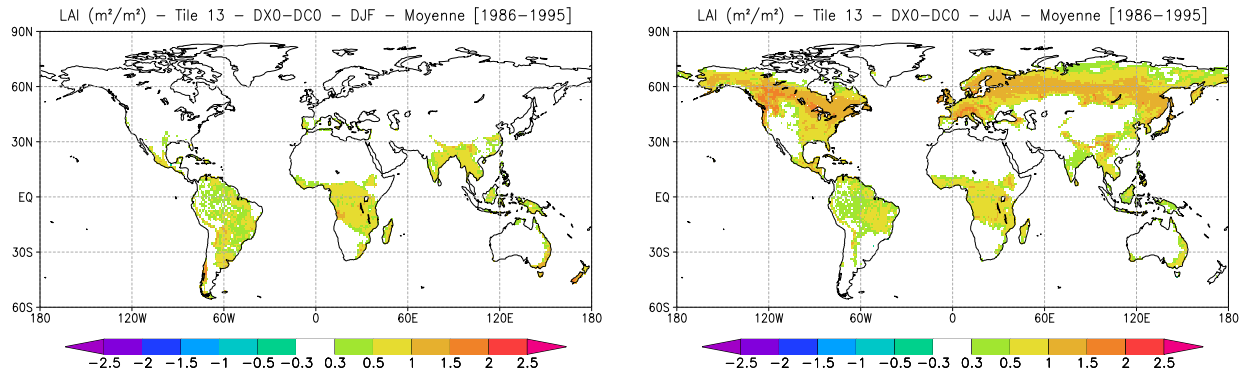 LAI (m²/m²) – Tile 13 – DX0–DC0 – DJF – Moyenne [1986–1995]
90N
60N
30N
EQ
30S
60S
180 120W 60W 0 60E 120E 180
−2.5 −2 −1.5 −1 −0.5 −0.3 0.3 0.5 1 1.5 2 2.5
LAI (m²/m²) – Tile 13 – DX0–DC0 – JJA – Moyenne [1986–1995]
90N
60N
30N
EQ
30S
60S
180 120W 60W 0 60E 120E 180
−2.5 −2 −1.5 −1 −0.5 −0.3 0.3 0.5 1 1.5 2 2.5